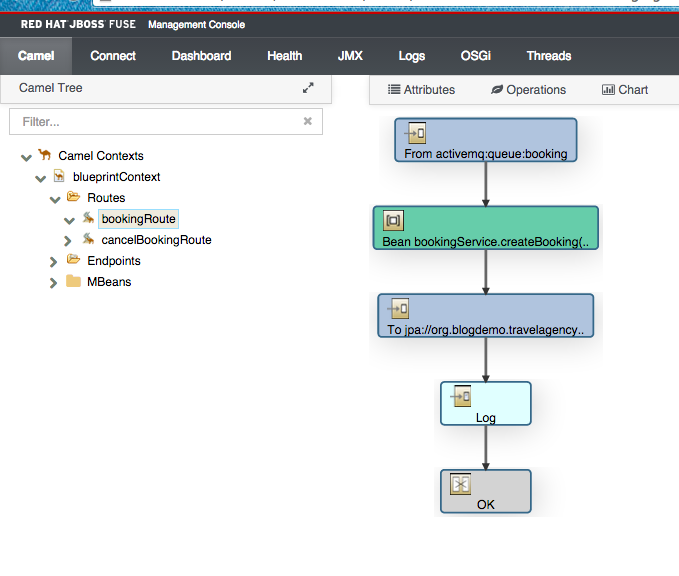 RED HAT JBOSS FUSE Management Console
Camel Connect Dashboard Health JMX Logs OSGi Threads
Camel Tree
Attributes Operations Chart
Filter...
Camel Contexts
blueprintContext
Routes
bookingRoute
cancelBookingRoute
Endpoints
MBeans
From activemq:queue:booking
Bean bookingService.createBooking(..
To jpa://org.blogdemo.travelagency..
Log
OK